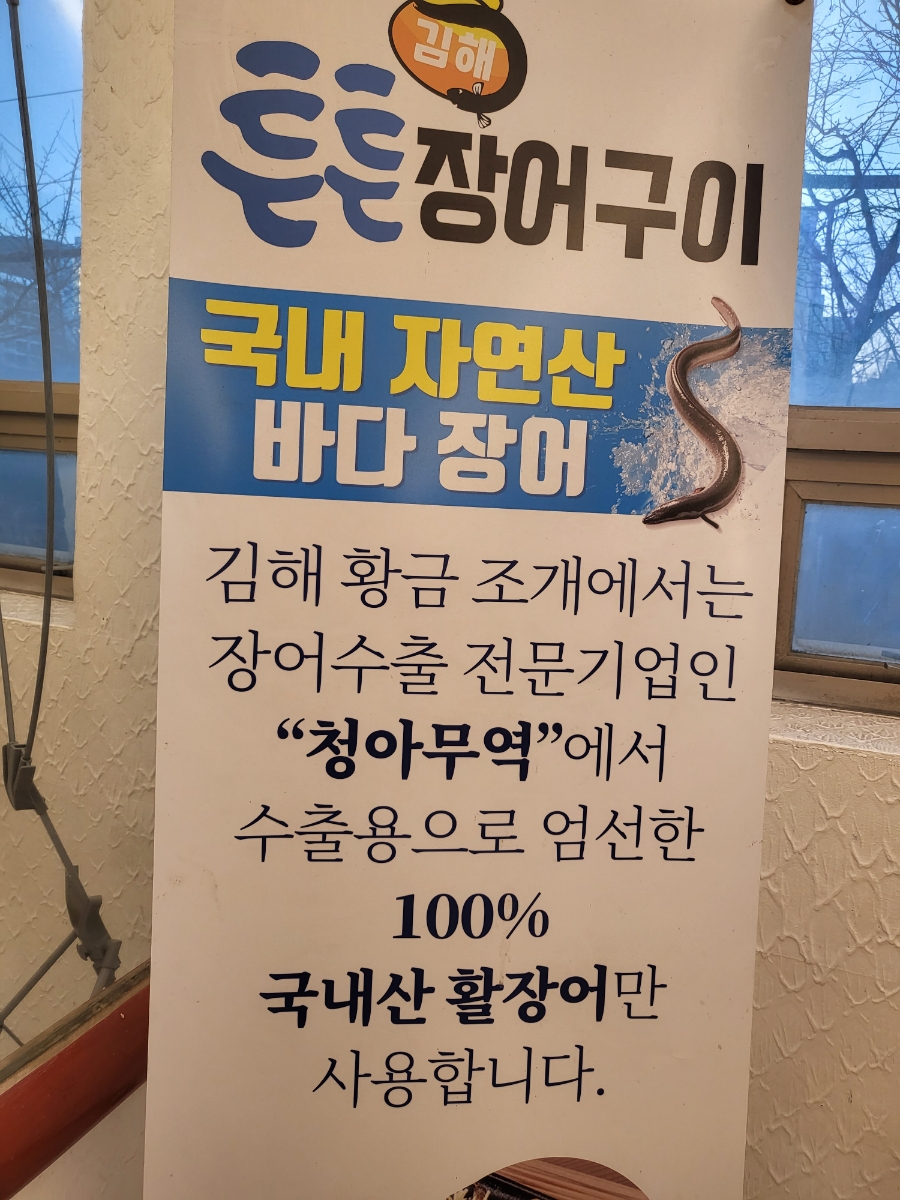 김해
튼튼장어구이
국내 자연산
바다 장어
김해 황금 조개에서는
장어수출 전문기업인
“청아무역”에서
수출용으로 엄선한
100%
국내산 활장어만
사용합니다.